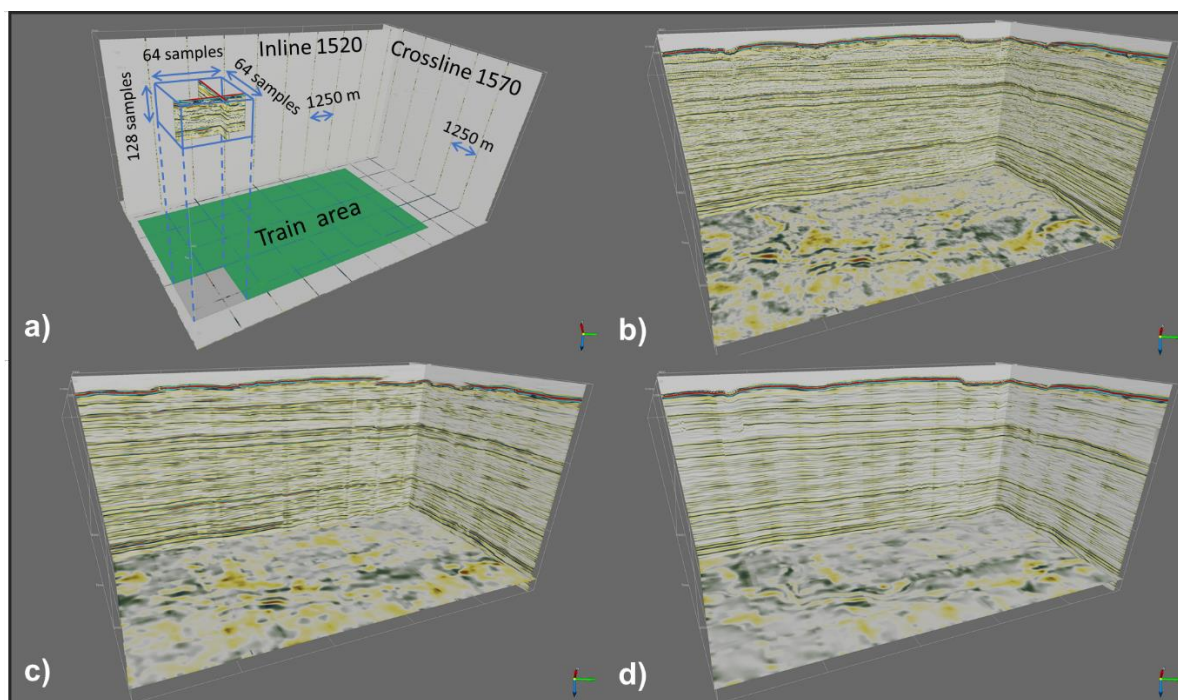 64 samples
Inline 1520
Crossline 1570
64 samples
128 samples
1250 m
1250 m
Train area
a)
b)
c)
d)